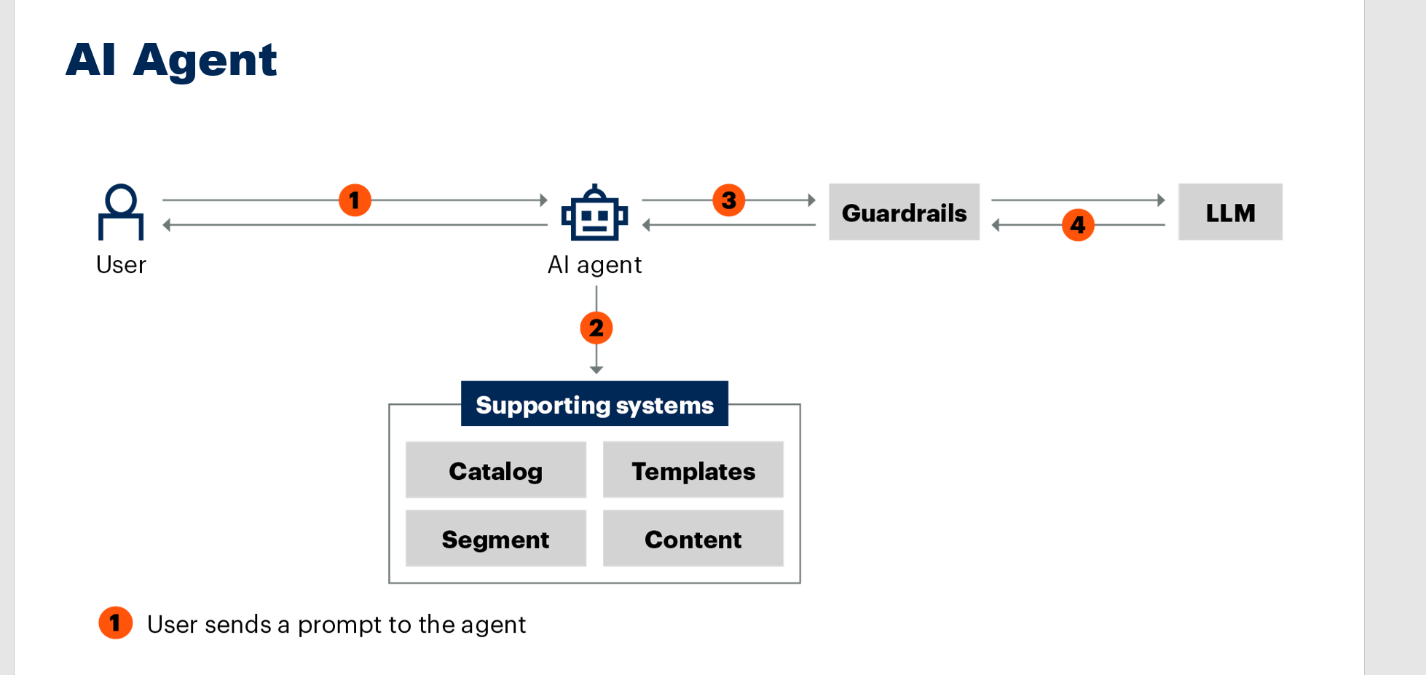 AI Agent
1
3
4
Guardrails
LLM
User
AI agent
2
Supporting systems
Catalog
Templates
Segment
Content
1 User sends a prompt to the agent